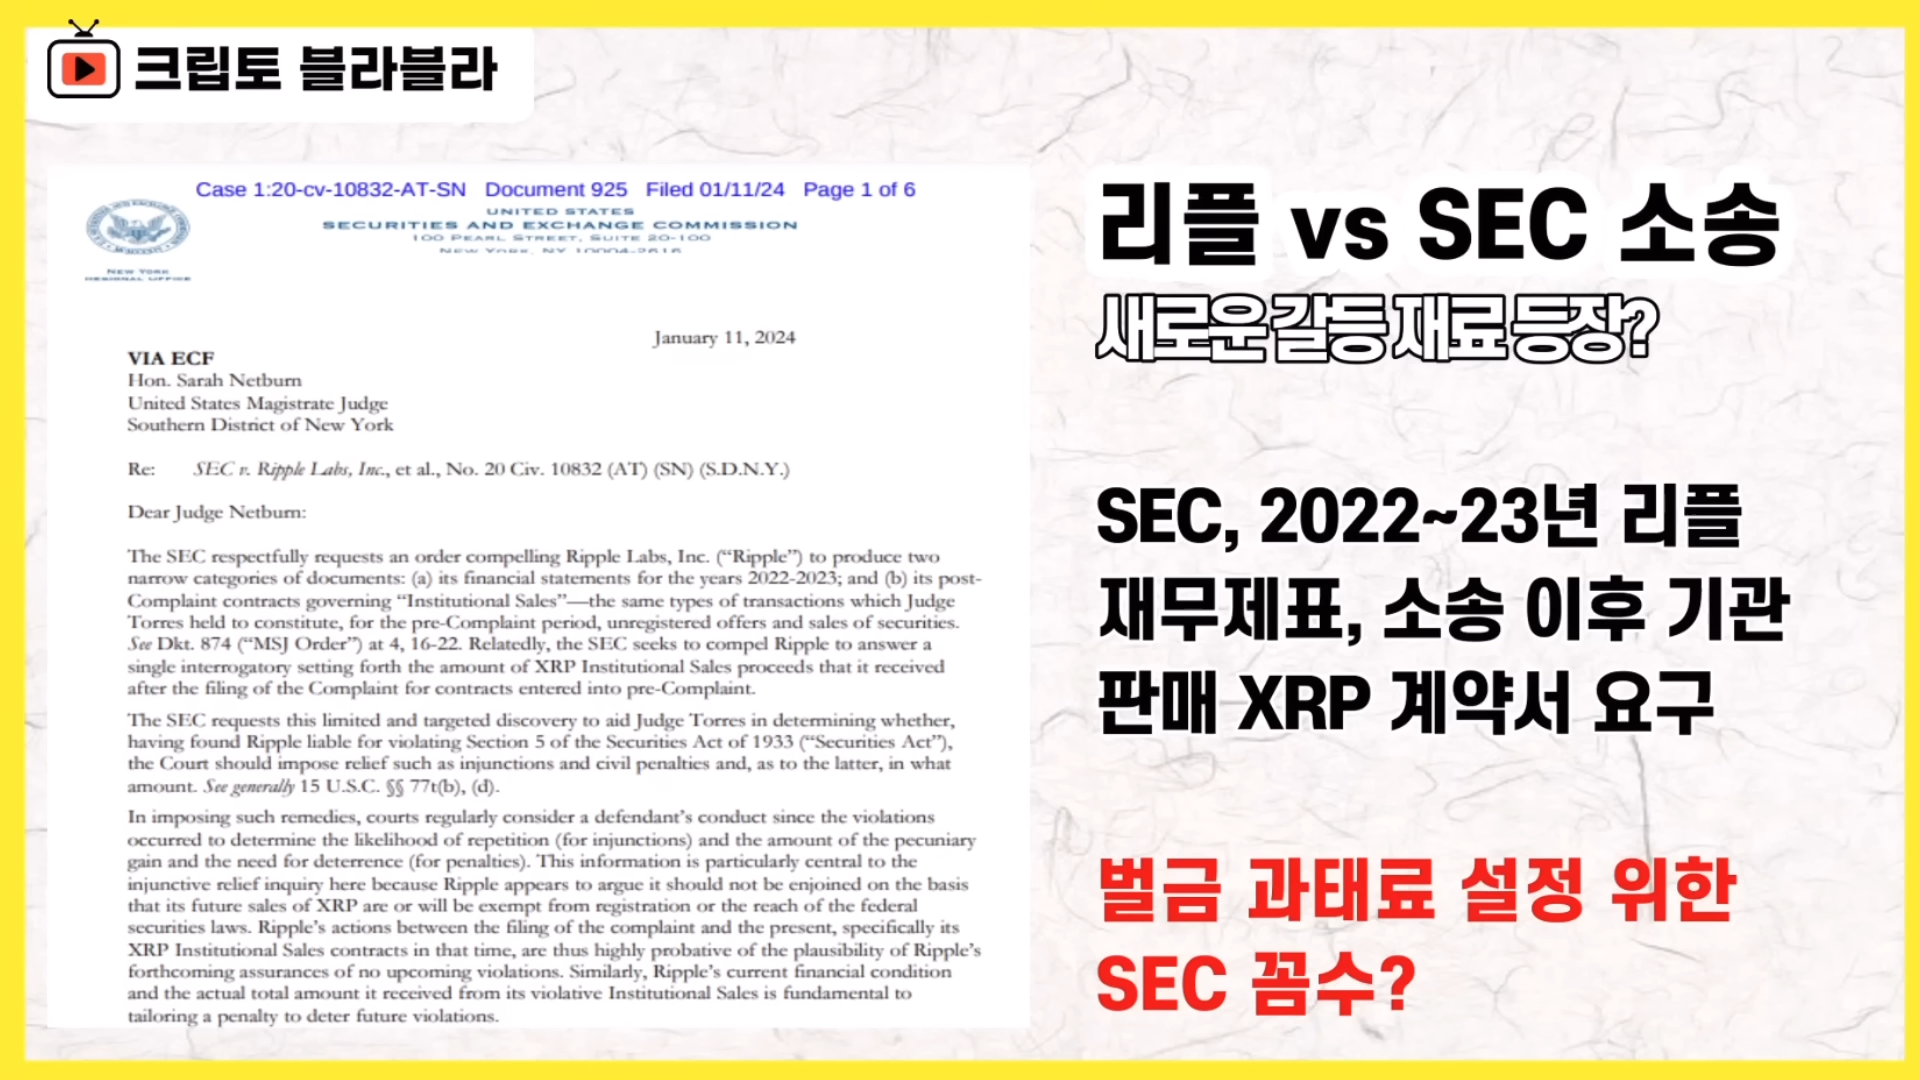 크립토 블라블라
Case 1:20-cv-10832-AT-SN Document 925 Filed 01/11/24 Page 1 of 6
UNITED STATES
SECURITIES AND EXCHANGE COMMISSION
100 PEARL STREET, SUITE 20-100
NEW YORK, NY 10004-2616
NEW YORK
REGIONAL OFFICE
January 11, 2024
VIA ECF
Hon. Sarah Netburn
United States Magistrate Judge
Southern District of New York
Re: SEC v. Ripple Labs, Inc., et al., No. 20 Civ. 10832 (AT) (SN) (S.D.N.Y.)
Dear Judge Netburn:
The SEC respectfully requests an order compelling Ripple Labs, Inc. (“Ripple”) to produce two
narrow categories of documents: (a) its financial statements for the years 2022-2023; and (b) its post-
Complaint contracts governing “Institutional Sales”—the same types of transactions which Judge
Torres held to constitute, for the pre-Complaint period, unregistered offers and sales of securities.
See Dkt. 874 (“MSJ Order”) at 4, 16-22. Relatedly, the SEC seeks to compel Ripple to answer a
single interrogatory setting forth the amount of XRP Institutional Sales proceeds that it received
after the filing of the Complaint for contracts entered into pre-Complaint.
The SEC requests this limited and targeted discovery to aid Judge Torres in determining whether,
having found Ripple liable for violating Section 5 of the Securities Act of 1933 (“Securities Act”),
the Court should impose relief such as injunctions and civil penalties and, as to the latter, in what
amount. See generally 15 U.S.C. §§ 77t(b), (d).
In imposing such remedies, courts regularly consider a defendant’s conduct since the violations
occurred to determine the likelihood of repetition (for injunctions) and the amount of the pecuniary
gain and the need for deterrence (for penalties). This information is particularly central to the
injunctive relief inquiry here because Ripple appears to argue it should not be enjoined on the basis
that its future sales of XRP are or will be exempt from registration or the reach of the federal
securities laws. Ripple’s actions between the filing of the complaint and the present, specifically its
XRP Institutional Sales contracts in that time, are thus highly probative of the plausibility of Ripple’s
forthcoming assurances of no upcoming violations. Similarly, Ripple’s current financial condition
and the actual total amount it received from its violative Institutional Sales is fundamental to
tailoring a penalty to deter future violations.
리플 vs SEC 소송
새로운 갈등 재료 등장?
SEC, 2022~23년 리플
재무제표, 소송 이후 기관
판매 XRP 계약서 요구
벌금 과태료 설정 위한
SEC 꼼수?